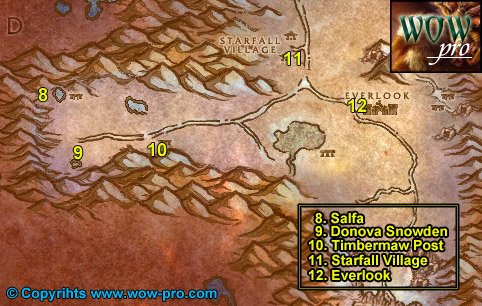 D
WOW
pro
STARFALL
VILLAGE
11
8
EVERLOOK
12
9
10
8. Salfa
9. Donova Snowden
10. Timbermaw Post
11. Starfall Village
12. Everlook
© Copyrihts www.wow-pro.com